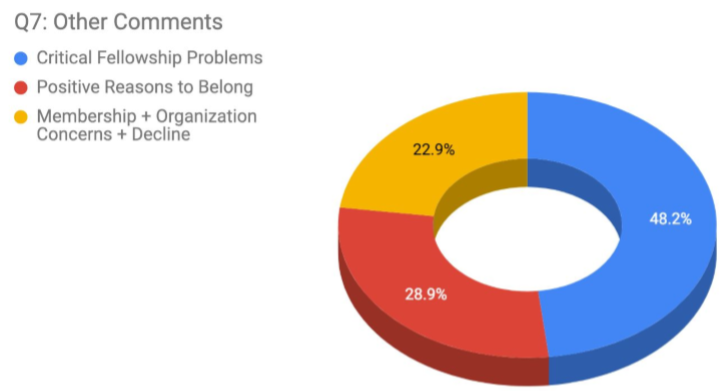 Q7: Other Comments
Critical Fellowship Problems
Positive Reasons to Belong
Membership + Organization
Concerns + Decline
22.9%
48.2%
28.9%